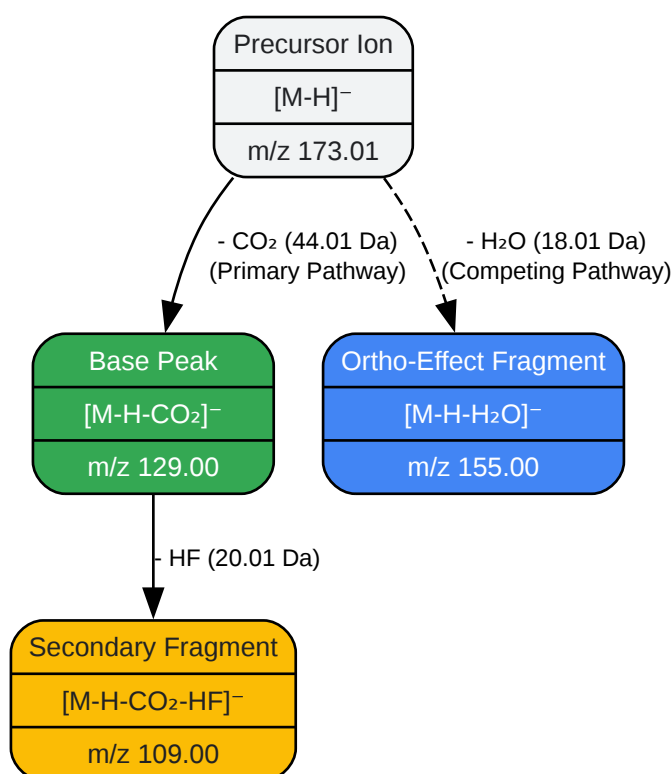 Precursor Ion
[M-H]⁻
m/z 173.01
- CO₂ (44.01 Da)
(Primary Pathway)
- H₂O (18.01 Da)
(Competing Pathway)
Base Peak
[M-H-CO₂]⁻
m/z 129.00
Ortho-Effect Fragment
[M-H-H₂O]⁻
m/z 155.00
- HF (20.01 Da)
Secondary Fragment
[M-H-CO₂-HF]⁻
m/z 109.00